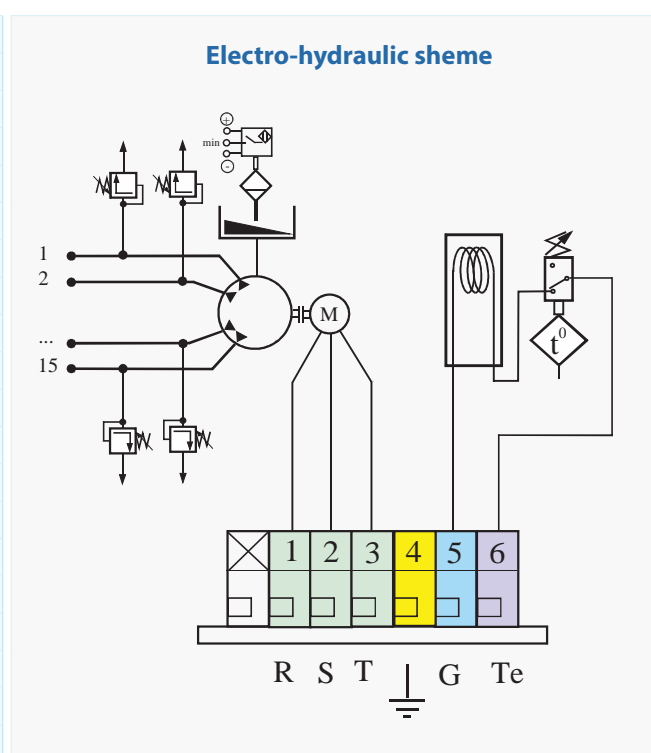 Electro-hydraulic sheme
+
min
-
1
2
...
15
M
t⁰
1 2 3 4 5 6
R S T G Te